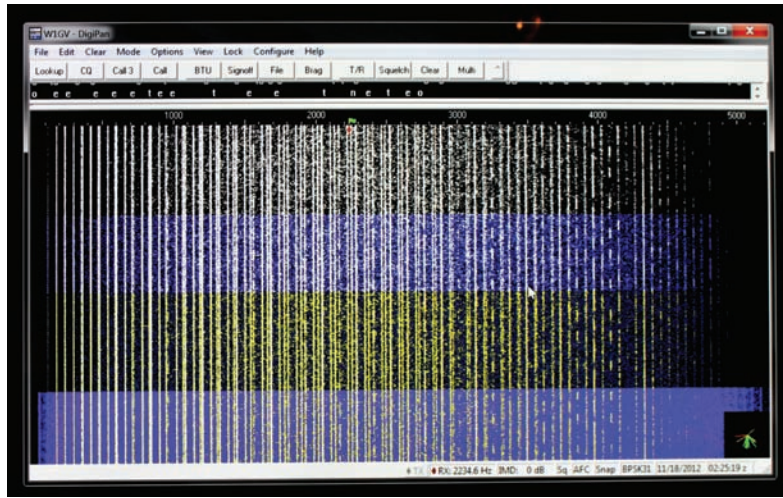 W1GV - DigiPan
File Edit Clear Mode Options View Lock Configure Help
Lookup CQ Call 3 Call BTU Signoff File Brag T/R Squelch Clear Multi
o e e e e e t e e t e e t n e t e o
1000 2000 3000 4000 5000
TX RX: 2234.6 Hz IMD: 0 dB Sq AFC Snap BPSK31 11/18/2012 02:25:19 z